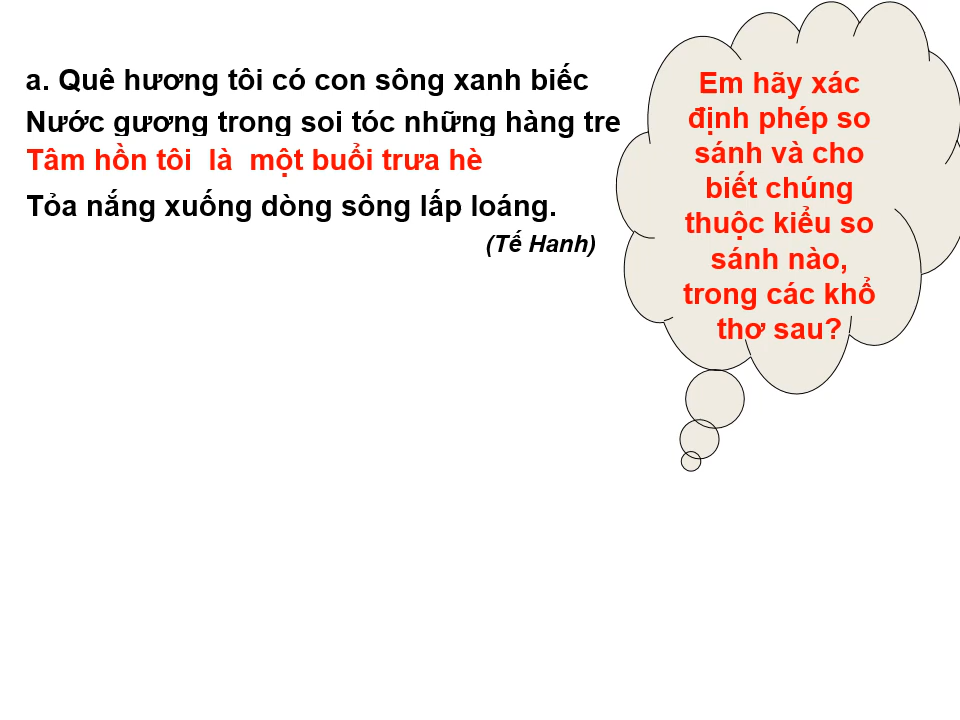 a. Quê hương tôi có con sông xanh biếc
Nước gương trong soi tóc những hàng tre
Tâm hồn tôi là một buổi trưa hè
Tỏa nắng xuống dòng sông lấp loáng.
(Tế Hanh)
Em hãy xác
định phép so
sánh và cho
biết chúng
thuộc kiểu so
sánh nào,
trong các khổ
thơ sau?